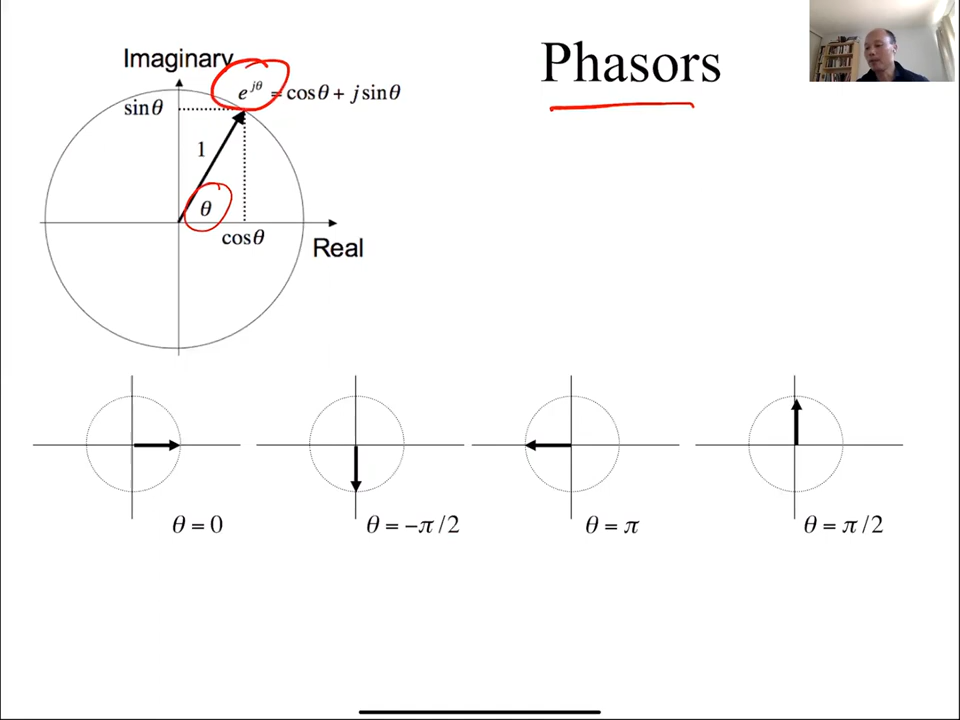 Phasors
Imaginary
e^{jθ} = cosθ + j sinθ
sinθ
1
θ
cosθ
Real
θ = 0
θ = −π/2
θ = π
θ = π/2